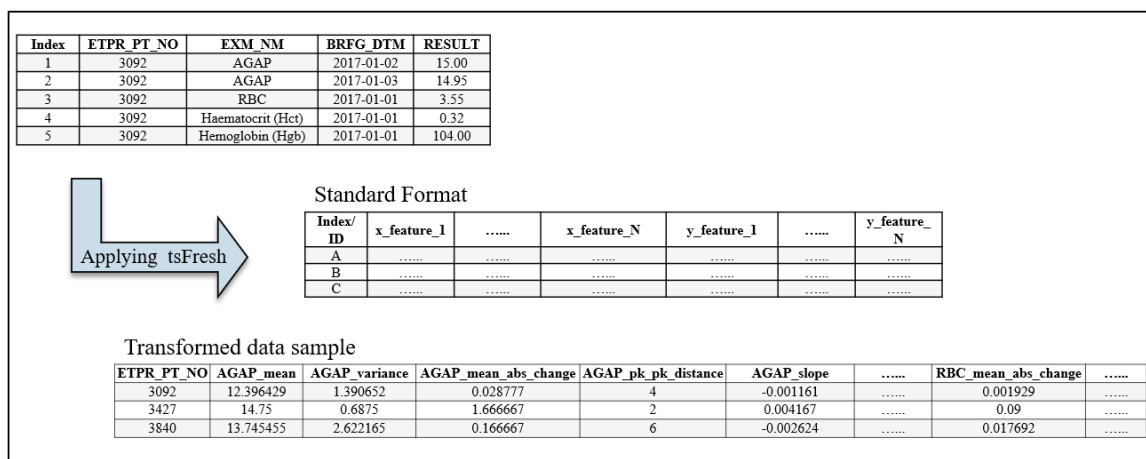 Index ETPR_PT_NO EXM_NM BRFG_DTM RESULT
1 3092 AGAP 2017-01-02 15.00
2 3092 AGAP 2017-01-03 14.95
3 3092 RBC 2017-01-01 3.55
4 3092 Haematocrit (Hct) 2017-01-01 0.32
5 3092 Hemoglobin (Hgb) 2017-01-01 104.00
Applying tsFresh
Standard Format
Index/ID x_feature_1 …... x_feature_N y_feature_1 …... y_feature_N
A …... …... …... …... …... …...
B …... …... …... …... …... …...
C …... …... …... …... …... …...
Transformed data sample
ETPR_PT_NO AGAP_mean AGAP_variance AGAP_mean_abs_change AGAP_pk_pk_distance AGAP_slope …... RBC_mean_abs_change …...
3092 12.396429 1.390652 0.028777 4 -0.001161 …... 0.001929 …...
3427 14.75 0.6875 1.666667 2 0.004167 …... 0.09 …...
3840 13.745455 2.622165 0.166667 6 -0.002624 …... 0.017692 …...